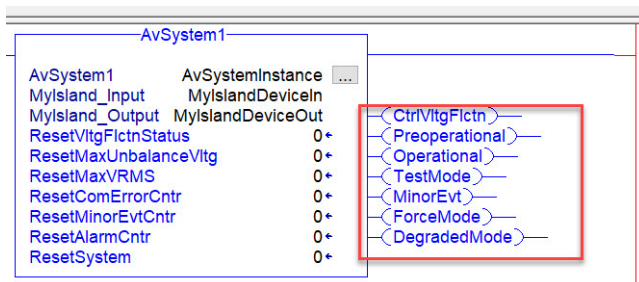 AvSystem1
AvSystem1 AvSystemInstance ...
MyIsland_Input MyIslandDeviceIn
MyIsland_Output MyIslandDeviceOut CtrlVltgFlctn
ResetVltgFlctnStatus 0 Preoperational
ResetMaxUnbalanceVltg 0 Operational
ResetMaxVRMS 0 TestMode
ResetComErrorCntr 0 MinorEvt
ResetMinorEvtCntr 0 ForceMode
ResetAlarmCntr 0 DegradedMode
ResetSystem 0